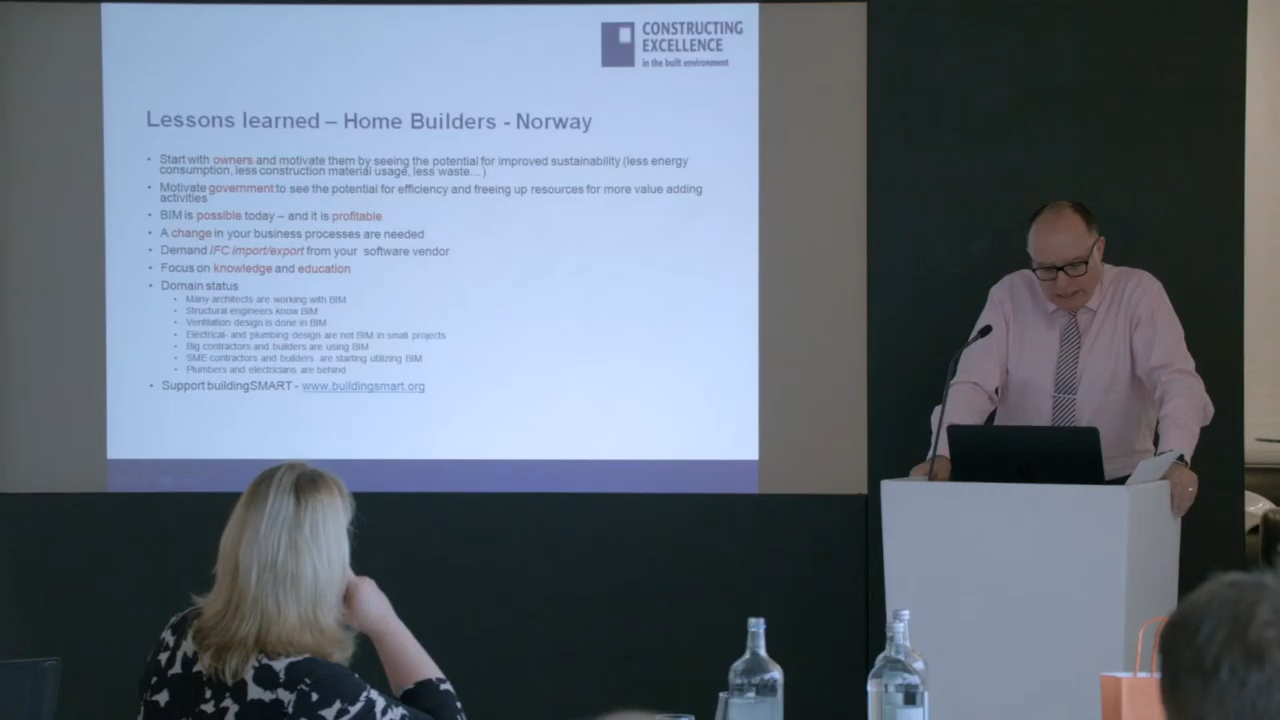 CONSTRUCTING
EXCELLENCE
in the built environment
Lessons learned – Home Builders - Norway
• Start with owners and motivate them by seeing the potential for improved sustainability (less energy
consumption, less construction material usage, less waste…)
• Motivate government to see the potential for efficiency and freeing up resources for more value adding
activities
• BIM is possible today – and it is profitable
• A change in your business processes are needed
• Demand IFC import/export from your software vendor
• Focus on knowledge and education
• Domain status
• Many architects are working with BIM
• Structural engineers know BIM
• Ventilation design is done in BIM
• Electrical- and plumbing design are not BIM in small projects
• Big contractors and builders are using BIM
• SME contractors and builders are starting utilizing BIM
• Plumbers and electricians are behind
• Support buildingSMART - www.buildingsmart.org